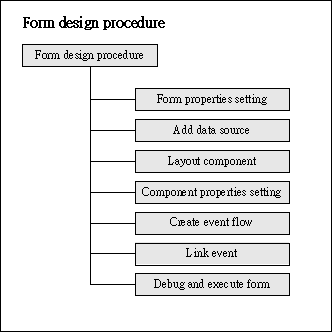 Form design procedure
Form design procedure
Form properties setting
Add data source
Layout component
Component properties setting
Create event flow
Link event
Debug and execute form